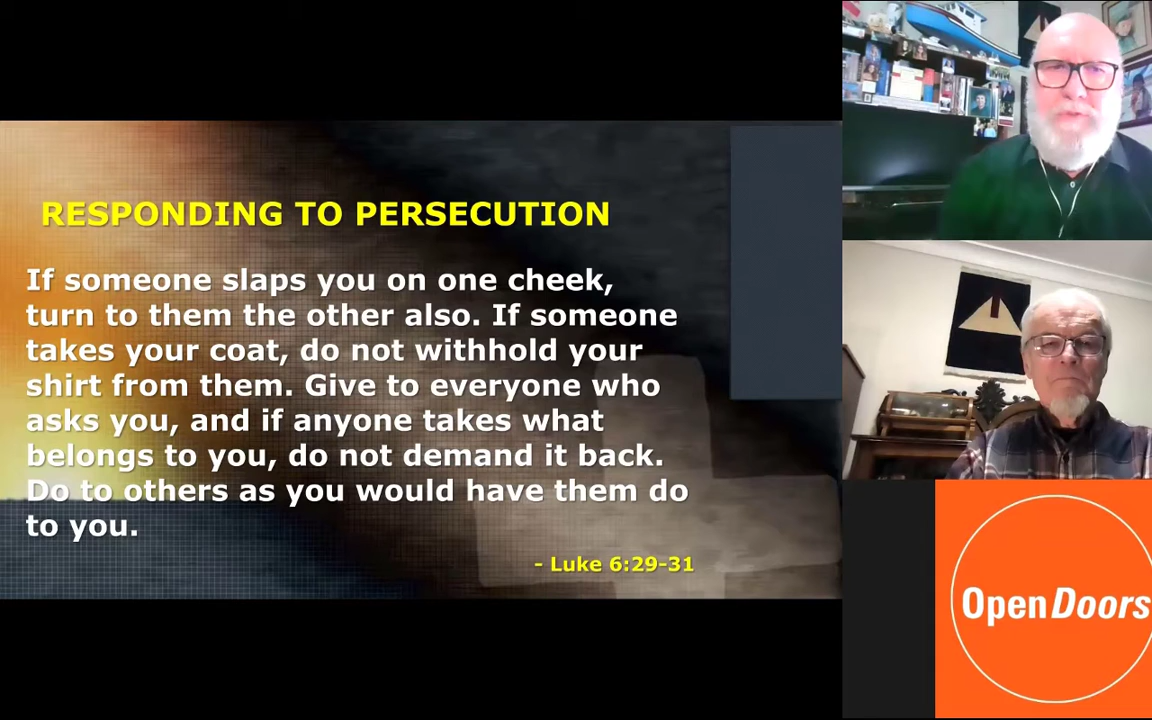 RESPONDING TO PERSECUTION
If someone slaps you on one cheek,
turn to them the other also. If someone
takes your coat, do not withhold your
shirt from them. Give to everyone who
asks you, and if anyone takes what
belongs to you, do not demand it back.
Do to others as you would have them do
to you.
- Luke 6:29-31
OpenDoors